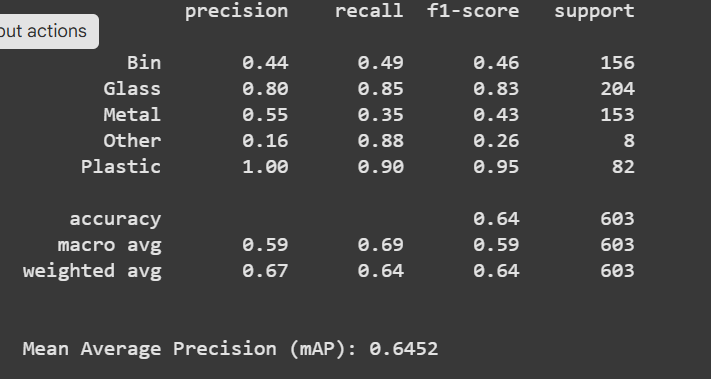 precision recall f1-score support
out actions
Bin 0.44 0.49 0.46 156
Glass 0.80 0.85 0.83 204
Metal 0.55 0.35 0.43 153
Other 0.16 0.88 0.26 8
Plastic 1.00 0.90 0.95 82
accuracy 0.64 603
macro avg 0.59 0.69 0.59 603
weighted avg 0.67 0.64 0.64 603
Mean Average Precision (mAP): 0.6452